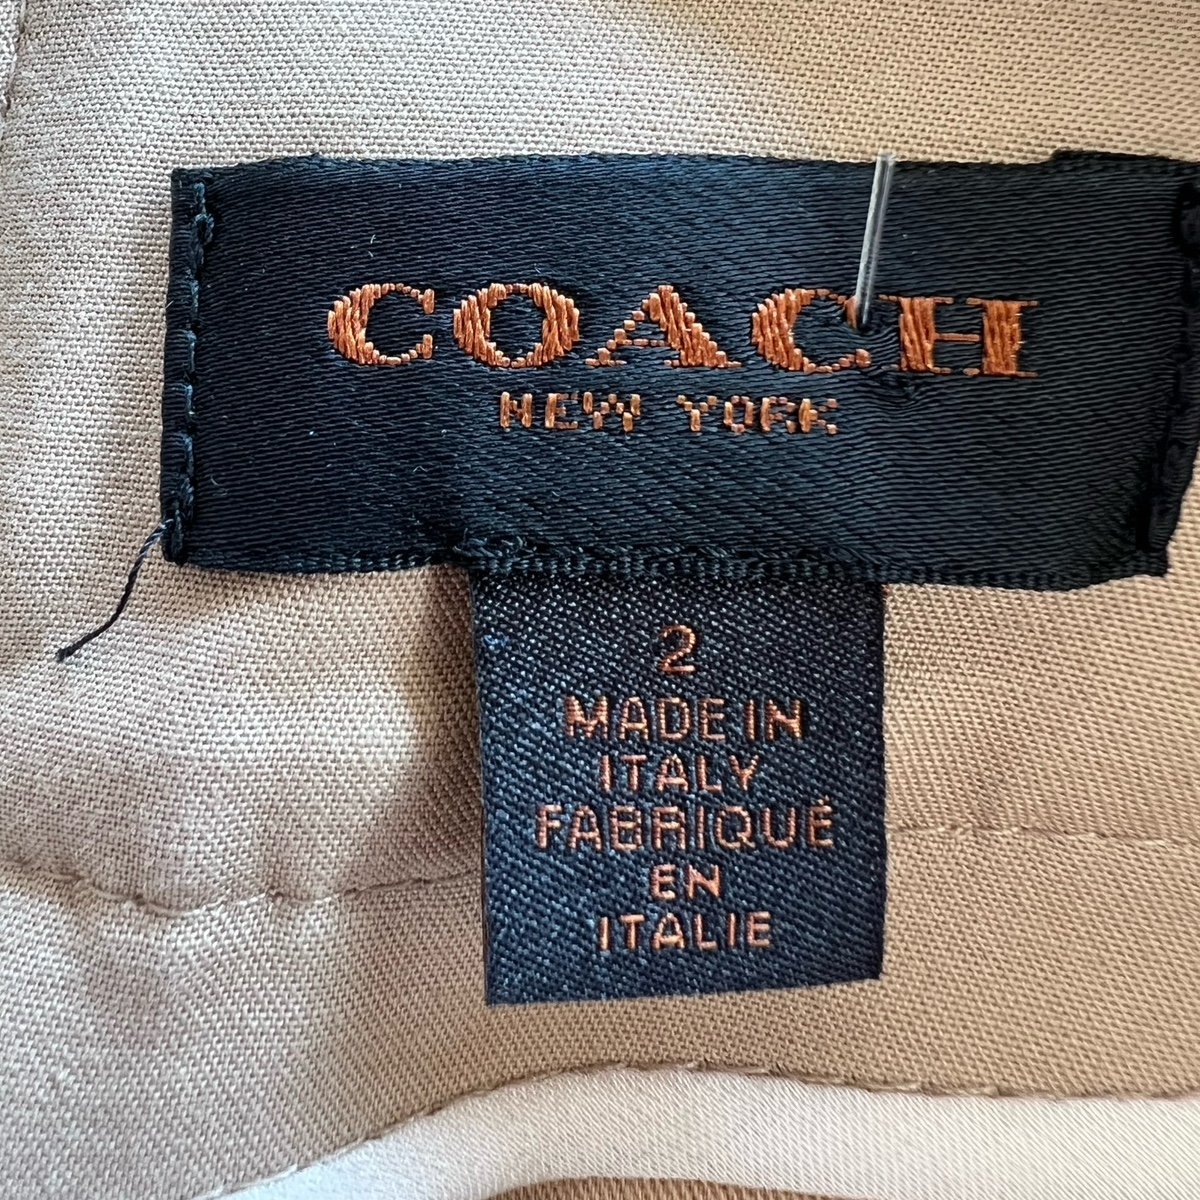 COACH
NEW YORK
2
MADE IN
ITALY
FABRIQUÉ
EN
ITALIE